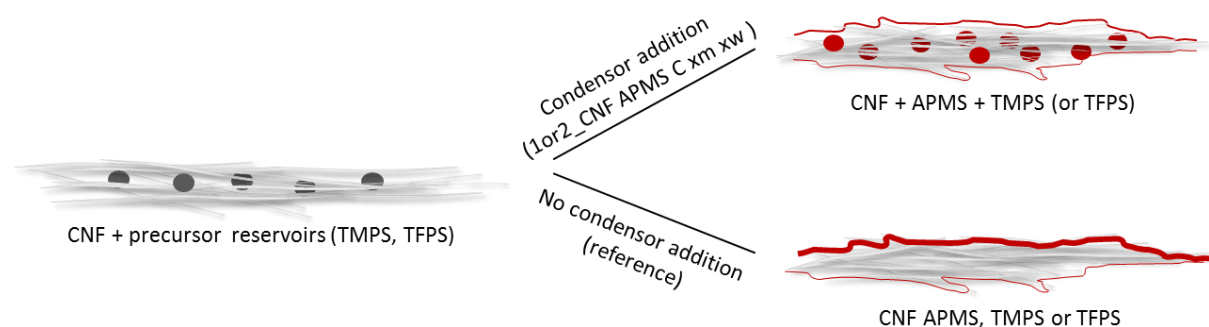 Condensor addition
(1or2_CNF APMS C xm xw )
CNF + APMS + TMPS (or TFPS)
CNF + precursor reservoirs (TMPS, TFPS)
No condensor addition
(reference)
CNF APMS, TMPS or TFPS